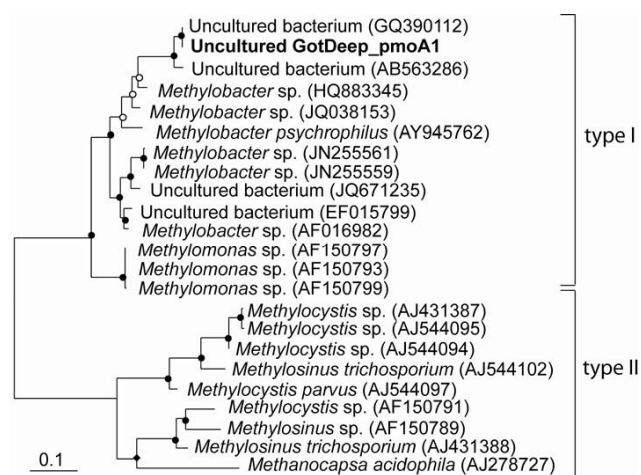 Uncultured bacterium (GQ390112)
Uncultured GotDeep_pmoA1
Uncultured bacterium (AB563286)
Methylobacter sp. (HQ883345)
Methylobacter sp. (JQ038153)
Methylobacter psychrophilus (AY945762)
Methylobacter sp. (JN255561)
Methylobacter sp. (JN255559)
Uncultured bacterium (JQ671235)
Uncultured bacterium (EF015799)
Methylobacter sp. (AF016982)
Methylomonas sp. (AF150797)
Methylomonas sp. (AF150793)
Methylomonas sp. (AF150799)
type I
Methylocystis sp. (AJ431387)
Methylocystis sp. (AJ544095)
Methylocystis sp. (AJ544094)
Methylosinus trichosporium (AJ544102)
Methylocystis parvus (AJ544097)
Methylocystis sp. (AF150791)
Methylosinus sp. (AF150789)
Methylosinus trichosporium (AJ431388)
Methanocapsa acidophila (AJ278727)
type II
0.1